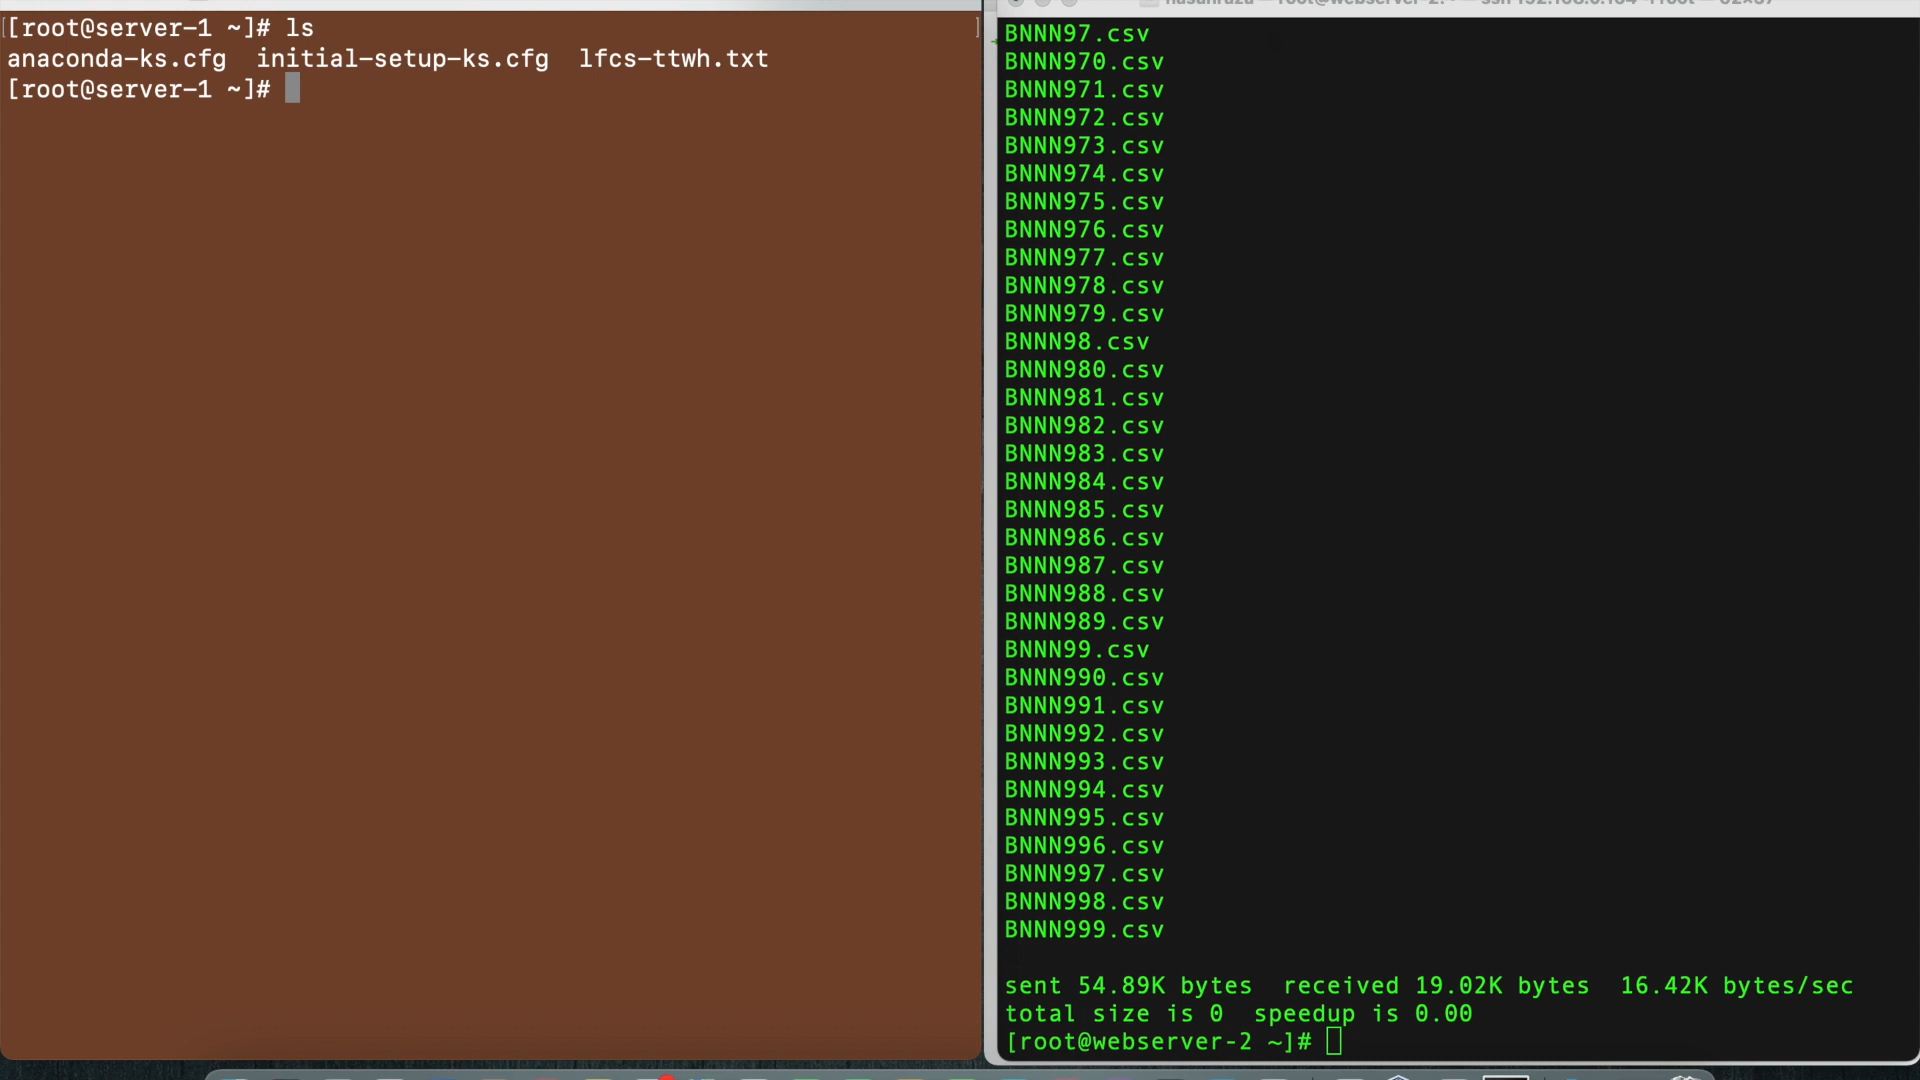 [root@server-1 ~]# ls
anaconda-ks.cfg  initial-setup-ks.cfg  lfcs-ttwh.txt
[root@server-1 ~]#
BNNN97.csv
BNNN970.csv
BNNN971.csv
BNNN972.csv
BNNN973.csv
BNNN974.csv
BNNN975.csv
BNNN976.csv
BNNN977.csv
BNNN978.csv
BNNN979.csv
BNNN98.csv
BNNN980.csv
BNNN981.csv
BNNN982.csv
BNNN983.csv
BNNN984.csv
BNNN985.csv
BNNN986.csv
BNNN987.csv
BNNN988.csv
BNNN989.csv
BNNN99.csv
BNNN990.csv
BNNN991.csv
BNNN992.csv
BNNN993.csv
BNNN994.csv
BNNN995.csv
BNNN996.csv
BNNN997.csv
BNNN998.csv
BNNN999.csv
sent 54.89K bytes  received 19.02K bytes  16.42K bytes/sec
total size is 0  speedup is 0.00
[root@webserver-2 ~]#